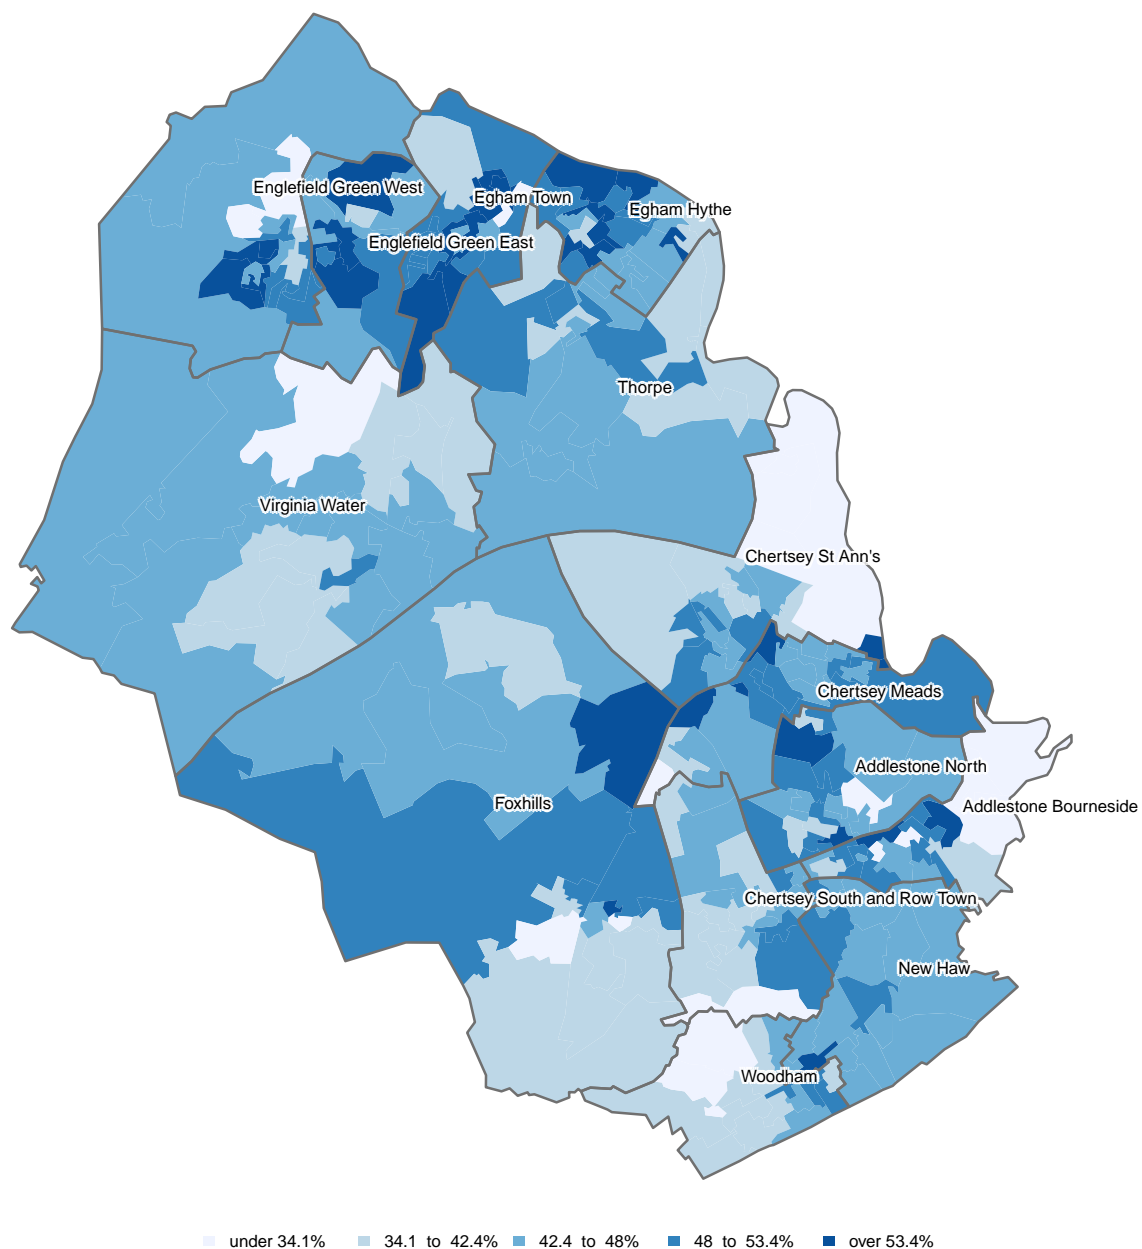 Englefield Green West
Egham Town
Egham Hythe
Englefield Green East
Thorpe
Virginia Water
Chertsey St Ann's
Chertsey Meads
Addlestone North
Foxhills
Addlestone Bourneside
Chertsey South and Row Town
New Haw
Woodham
under 34.1% 34.1 to 42.4% 42.4 to 48% 48 to 53.4% over 53.4%